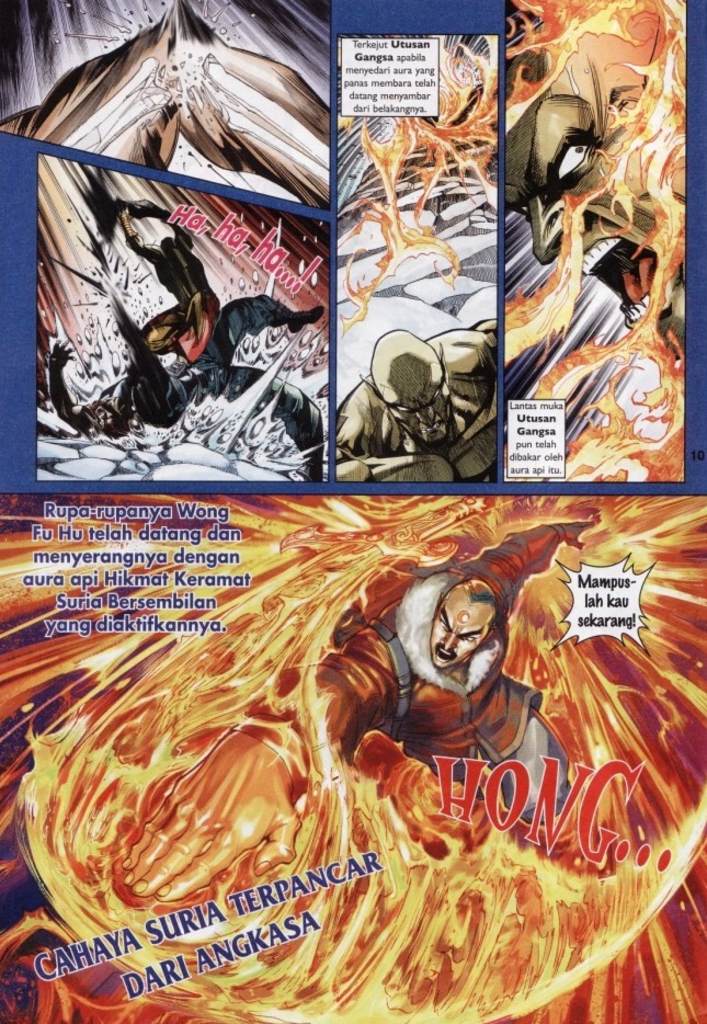 Ha, ha, ha....!
Terkejut Utusan
Gangsa apabila
menyedari aura yang
panas membara telah
datang menyambar
dari belakangnya.
Lantas muka
Utusan
Gangsa
pun telah
dibakar oleh
aura api itu.
10
Rupa-rupanya Wong
Fu Hu telah datang dan
menyerangnya dengan
aura api Hikmat Keramat
Suria Bersembilan
yang diaktifkannya.
Mampus-
lah kau
sekarang!
HONG...
CAHAYA SURIA TERPANCAR
DARI ANGKASA